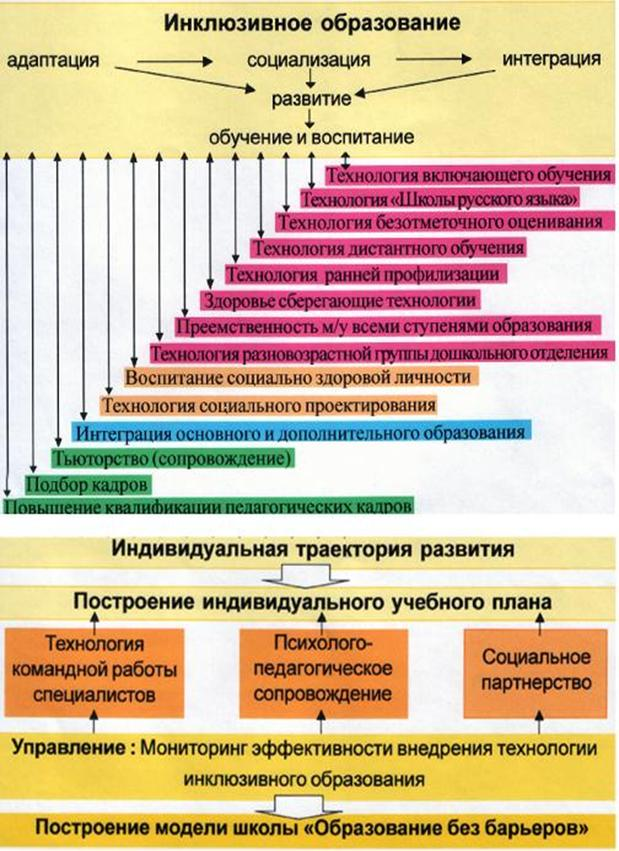 Инклюзивное образование
адаптация социализация интеграция
развитие
обучение и воспитание
Технология включающего обучения
Технология «Школы русского языка»
Технология безотметочного оценивания
Технология дистантного обучения
Технология ранней профилизации
Здоровье сберегающие технологии
Преемственность м/у всеми ступенями образования
Технология разновозрастной группы дошкольного отделения
Воспитание социально здоровой личности
Технология социального проектирования
Интеграция основного и дополнительного образования
Тьюторство (сопровождение)
Подбор кадров
Повышение квалификации педагогических кадров
Индивидуальная траектория развития
Построение индивидуального учебного плана
Технология
командной работы
специалистов
Психолого-
педагогическое
сопровождение
Социальное
партнерство
Управление : Мониторинг эффективности внедрения технологии
инклюзивного образования
Построение модели школы «Образование без барьеров»